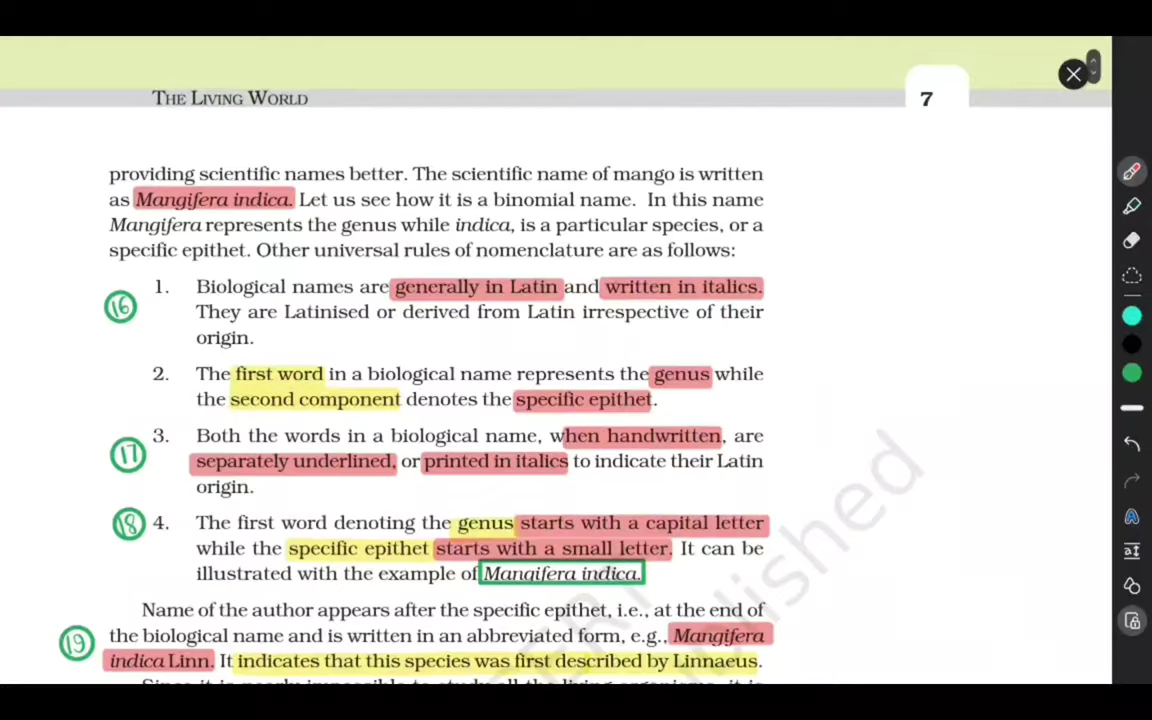 THE LIVING WORLD
7
providing scientific names better. The scientific name of mango is written
as Mangifera indica. Let us see how it is a binomial name. In this name
Mangifera represents the genus while indica, is a particular species, or a
specific epithet. Other universal rules of nomenclature are as follows:
16
1. Biological names are generally in Latin and written in italics.
They are Latinised or derived from Latin irrespective of their
origin.
2. The first word in a biological name represents the genus while
the second component denotes the specific epithet.
17
3. Both the words in a biological name, when handwritten, are
separately underlined, or printed in italics to indicate their Latin
origin.
18
4. The first word denoting the genus starts with a capital letter
while the specific epithet starts with a small letter. It can be
illustrated with the example of Mangifera indica.
Name of the author appears after the specific epithet, i.e., at the end of
19
the biological name and is written in an abbreviated form, e.g., Mangifera
indica Linn. It indicates that this species was first described by Linnaeus.